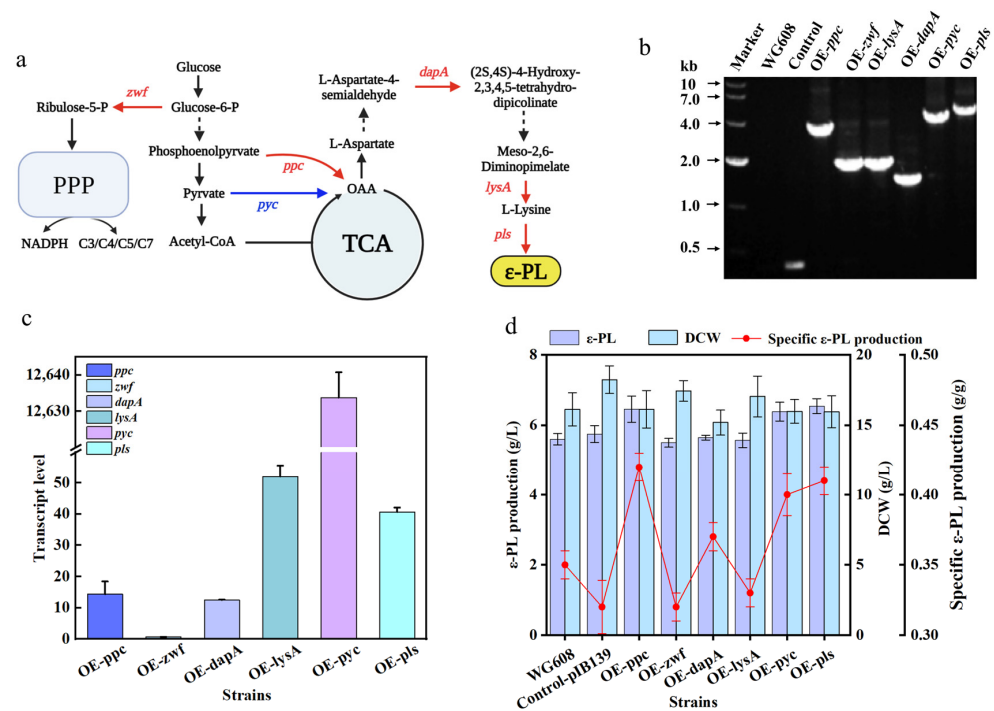 a
Glucose
zwf
Ribulose-5-P
Glucose-6-P
Phosphoenolpyrvate
ppc
PPP
Pyrvate
pyc
OAA
NADPH
C3/C4/C5/C7
Acetyl-CoA
TCA
L-Aspartate
L-Aspartate-4-
semialdehyde
dapA
(2S,4S)-4-Hydroxy-
2,3,4,5-tetrahydro-
dipicolinate
Meso-2,6-
Diminopimelate
lysA
L-Lysine
pls
ε-PL
b
Marker
WG608
Control
OE-ppc
OE-zwf
OE-lysA
OE-dapA
OE-pyc
OE-pls
kb
10
7.0
4.0
2.0
1.0
0.5
c
ppc
zwf
dapA
lysA
pyc
pls
12,640
12,630
50
40
30
20
10
0
Transcript level
OE-ppc
OE-zwf
OE-dapA
OE-lysA
OE-pyc
OE-pls
Strains
d
ε-PL
DCW
Specific ε-PL production
8
6
4
2
0
ε-PL production (g/L)
20
15
10
5
0
DCW (g/L)
0.50
0.45
0.40
0.35
0.30
Specific ε-PL production (g/g)
WG608
Control-pIB139
OE-ppc
OE-zwf
OE-dapA
OE-lysA
OE-pyc
OE-pls
Strains